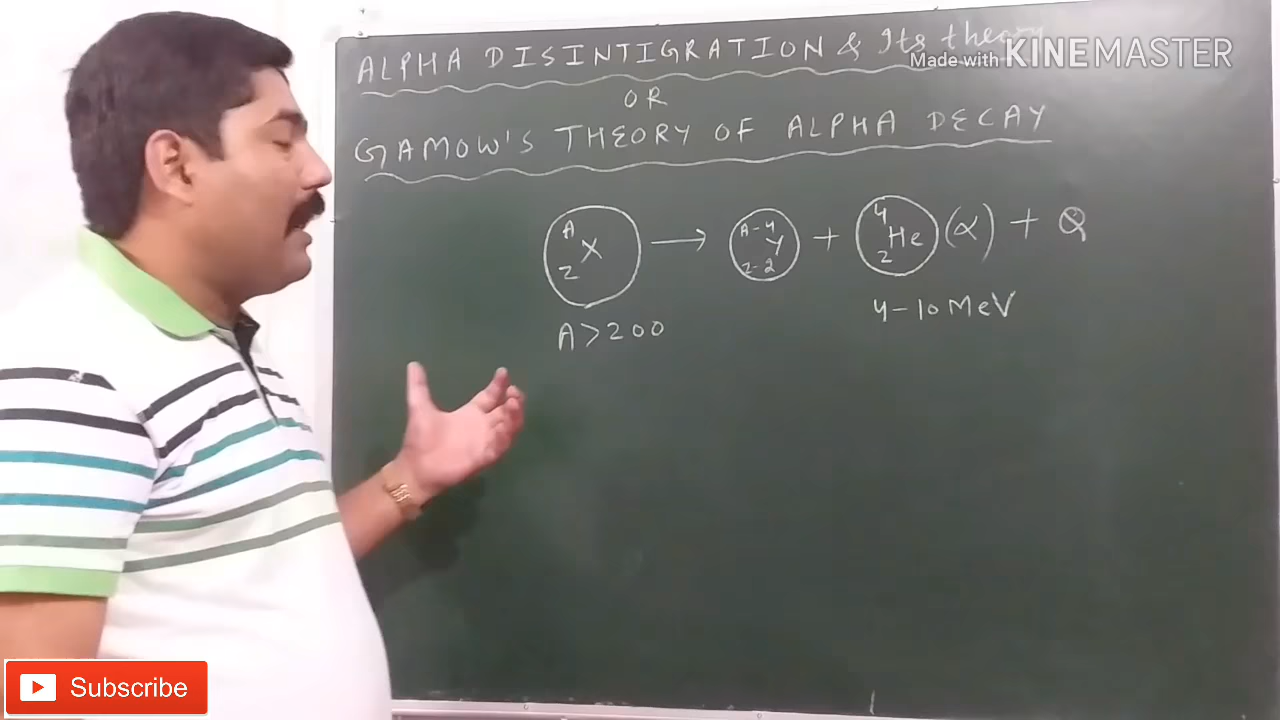 ALPHA DISINTIGRATION & Its theory
Made with KINEMASTER
OR
GAMOW'S THEORY OF ALPHA DECAY
A Z X → A-4 Z-2 Y + 4 2 He (α) + Q
A > 200
4-10 MeV
Subscribe